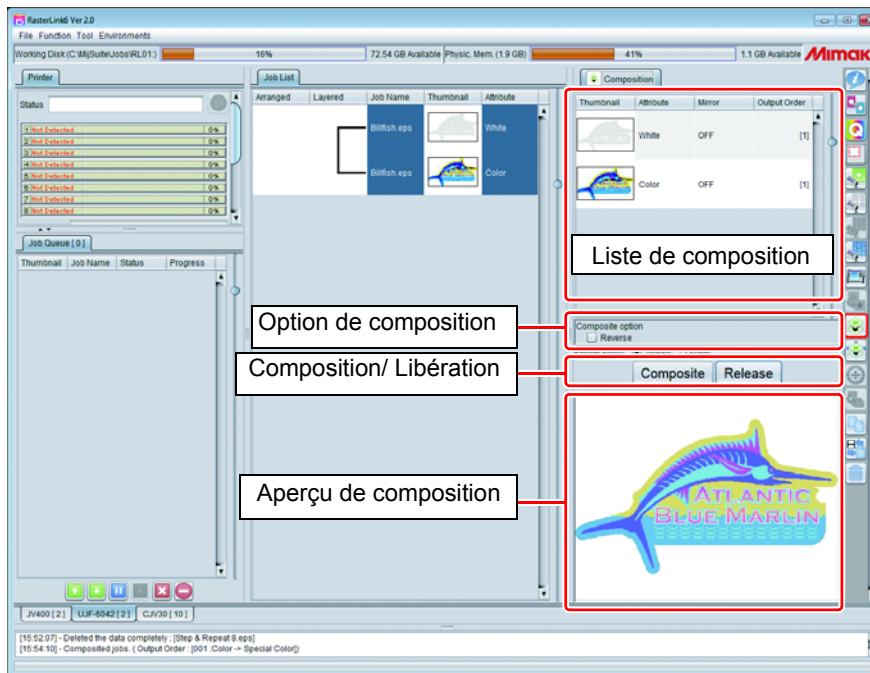 RasterLink6 Ver 2.0
File Function Tool Environments
Working Disk (C:\MijSuite\Jobs\RL01:) 16% 72.54 GB Available Physic. Mem. (1.9 GB) 41% 1.1 GB Available Mimaki
Printer
Status
1 Not Detected 0%
2 Not Detected 0%
3 Not Detected 0%
4 Not Detected 0%
5 Not Detected 0%
6 Not Detected 0%
7 Not Detected 0%
8 Not Detected 0%
Job Queue [ 0 ]
Thumbnail Job Name Status Progress
Job List
Arranged Layered Job Name Thumbnail Attribute
Billfish.eps White
Billfish.eps Color
Composition
Thumbnail Attribute Mirror Output Order
White OFF [1]
Color OFF [1]
Liste de composition
Option de composition
Composite option
Reverse
Composition/ Libération
Composite Release
Aperçu de composition
ATLANTIC
BLUE MARLIN
JV400 [ 2 ] UJF-6042 [ 2 ] CJV30 [ 10 ]
[15:52:07] - Deleted the data completely : [Step & Repeat 8.eps]
[15:54:10] - Composited jobs. ( Output Order : [001 :Color -> Special Color])